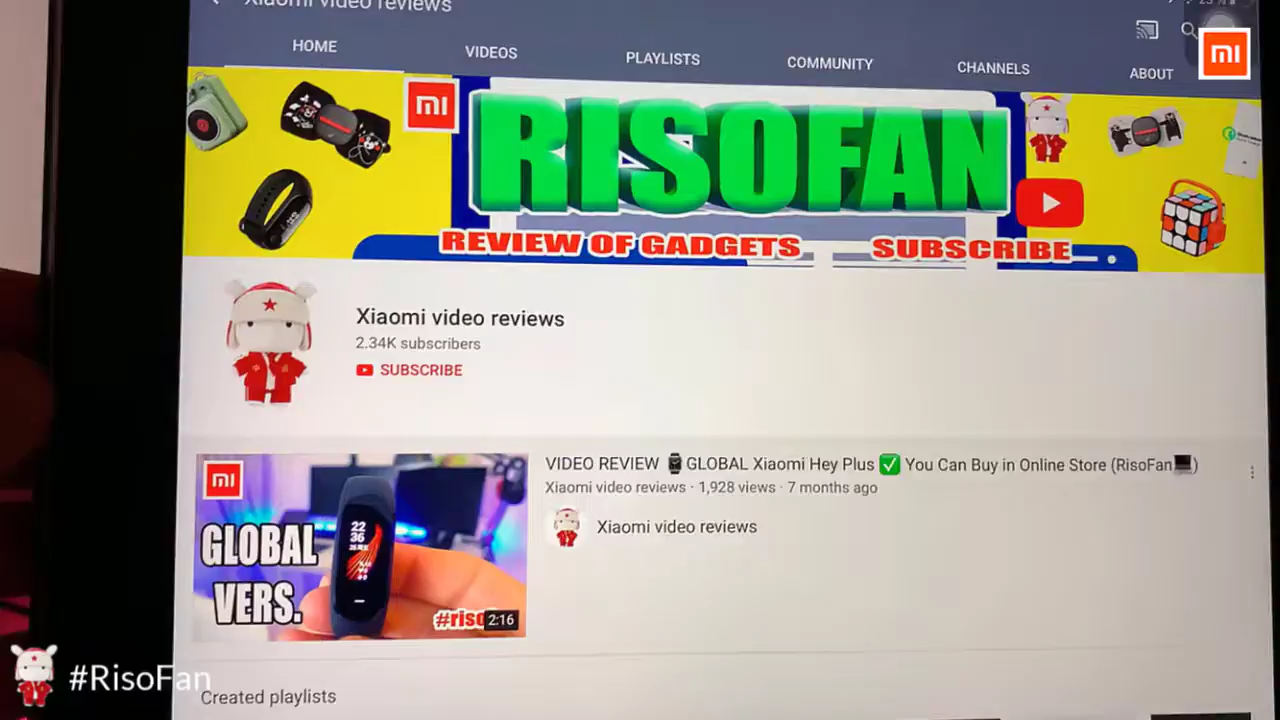 Xiaomi video reviews
HOME
VIDEOS
PLAYLISTS
COMMUNITY
CHANNELS
ABOUT
mi
mi
RISOFAN
REVIEW OF GADGETS
SUBSCRIBE
Xiaomi video reviews
2.34K subscribers
SUBSCRIBE
mi
GLOBAL
VERS.
22
36
#riso
2:16
VIDEO REVIEW ⌚GLOBAL Xiaomi Hey Plus ✅ You Can Buy in Online Store (RisoFan💻)
Xiaomi video reviews · 1,928 views · 7 months ago
Xiaomi video reviews
#RisoFan
Created playlists